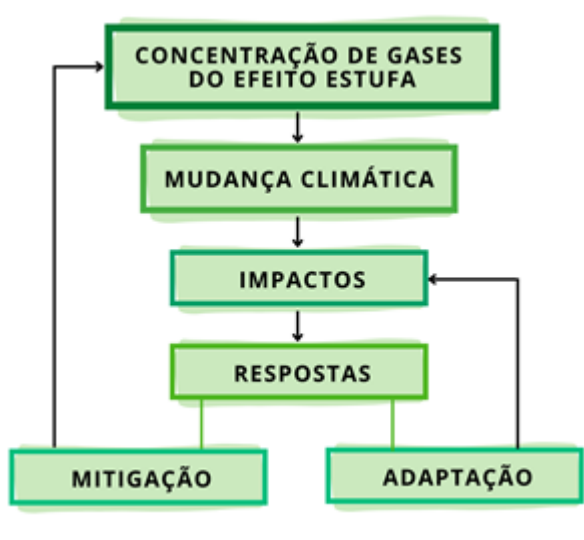 CONCENTRAÇÃO DE GASES
DO EFEITO ESTUFA
MUDANÇA CLIMÁTICA
IMPACTOS
RESPOSTAS
MITIGAÇÃO
ADAPTAÇÃO